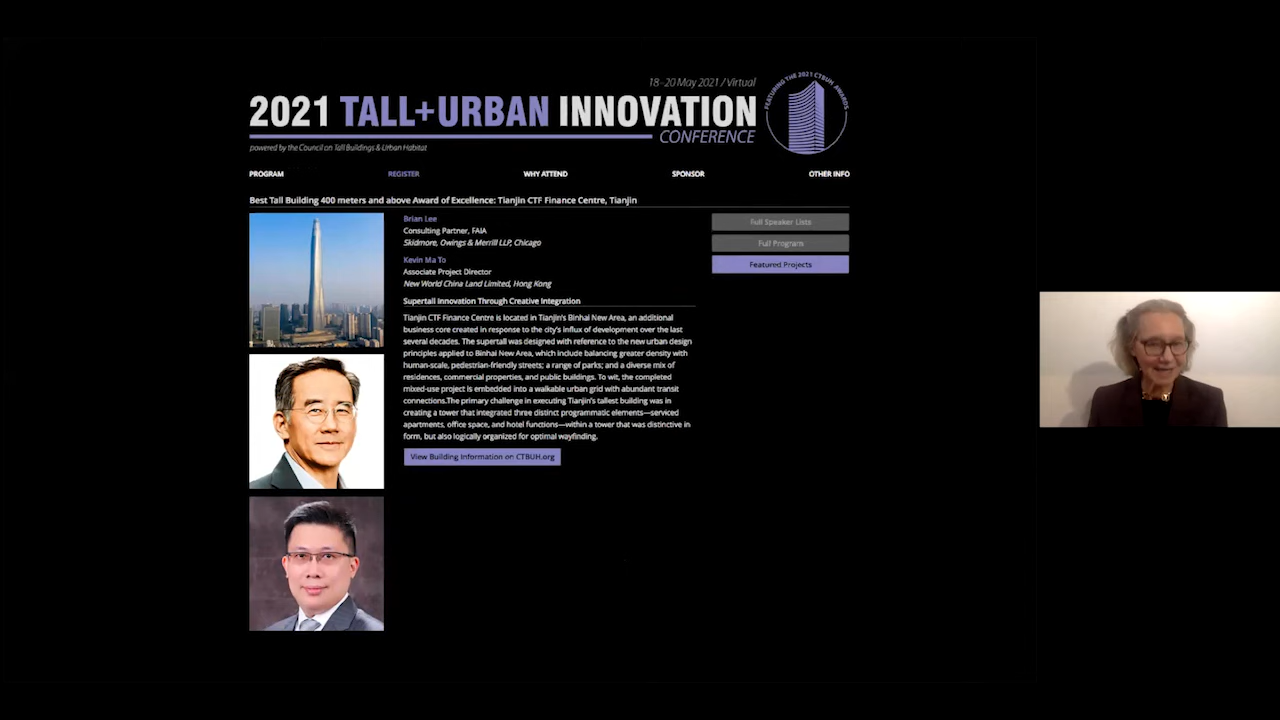 18–20 May 2021 / Virtual
2021 TALL+URBAN INNOVATION
CONFERENCE
powered by the Council on Tall Buildings & Urban Habitat
FEATURING THE 2021 CTBUH AWARDS
PROGRAM REGISTER WHY ATTEND SPONSOR OTHER INFO
Best Tall Building 400 meters and above Award of Excellence: Tianjin CTF Finance Centre, Tianjin
Brian Lee
Consulting Partner, FAIA
Skidmore, Owings & Merrill LLP, Chicago
Kevin Ma To
Associate Project Director
New World China Land Limited, Hong Kong
Supertall Innovation Through Creative Integration
Tianjin CTF Finance Centre is located in Tianjin's Binhai New Area, an additional
business core created in response to the city's influx of development over the last
several decades. The supertall was designed with reference to the new urban design
principles applied to Binhai New Area, which include balancing greater density with
human-scale, pedestrian-friendly streets; a range of parks; and a diverse mix of
residences, commercial properties, and public buildings. To wit, the completed
mixed-use project is embedded into a walkable urban grid with abundant transit
connections.The primary challenge in executing Tianjin's tallest building was in
creating a tower that integrated three distinct programmatic elements—serviced
apartments, office space, and hotel functions—within a tower that was distinctive in
form, but also logically organized for optimal wayfinding.
View Building Information on CTBUH.org
Full Speaker Lists
Full Program
Featured Projects